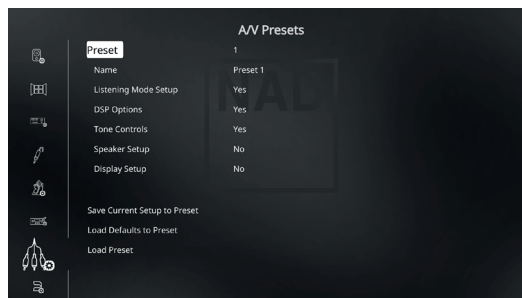 A/V Presets
Preset 1
Name Preset 1
Listening Mode Setup Yes
DSP Options Yes
Tone Controls Yes
Speaker Setup No
Display Setup No
Save Current Setup to Preset
Load Defaults to Preset
Load Preset
NAD